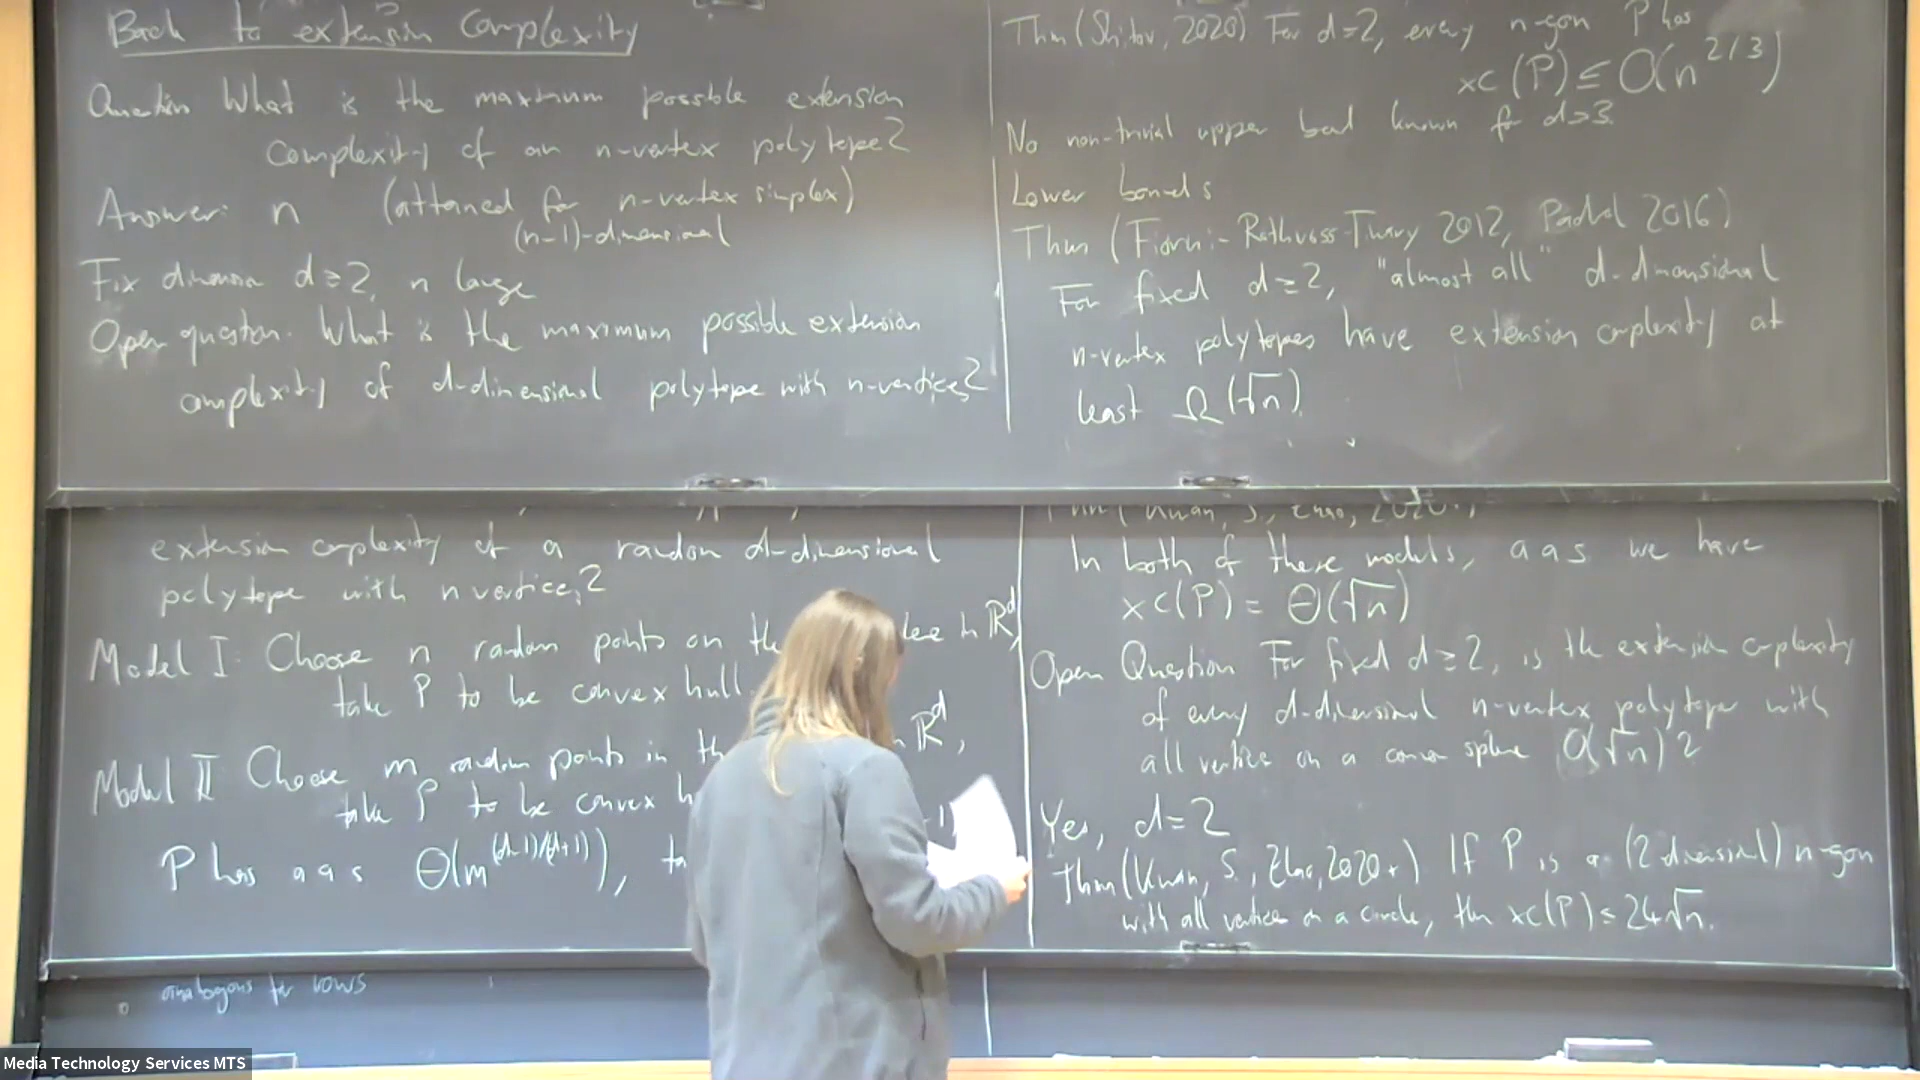 Back to extension complexity
Question What is the maximum possible extension
complexity of an n-vertex polytope?
Answer: n (attained for n-vertex simplex)
(n-1)-dimensional
Fix dimension d≥2, n large
Open question. What is the maximum possible extension
complexity of d-dimensional polytope with n-vertices?
Thm (Shitov, 2020) For d=2, every n-gon P has
xc(P) ≤ O(n^{2/3})
No non-trivial upper bound known for d≥3.
Lower bounds
Thm (Fiorini-Rothvoss-Tiwary 2012, Padrol 2016)
For fixed d≥2, "almost all" d-dimensional
n-vertex polytopes have extension complexity at
least Ω(√n).
extension complexity of a random d-dimensional
polytope with n vertices?
Model I: Choose n random points on the in ℝ^d,
take P to be convex hull
Model II Choose m random points in the ℝ^d,
take P to be convex
P has aas Θ(m^{(d-1)/(d+1)}),
Thm (Kwan, S., Zhao, 2020+)
In both of these models, aas we have
xc(P) = Θ(√n)
Open Question For fixed d≥2, is the extension complexity
of every d-dimensional n-vertex polytope with
all vertices on a common sphere O(√n)?
Yes, d=2
Thm (Kwan, S., Zhao, 2020+) If P is a (2-dimensional) n-gon
with all vertices on a circle, then xc(P) ≤ 24√n.
analogous for rows
Media Technology Services MTS